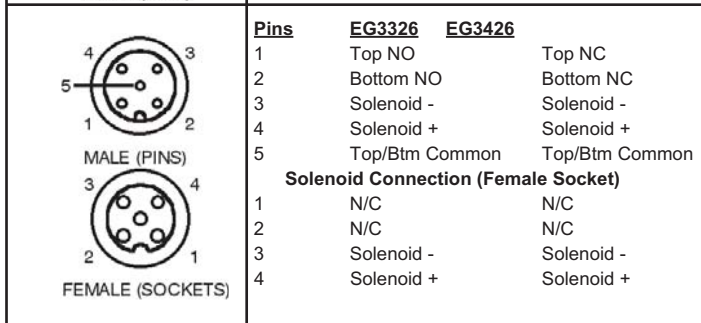 4 3
5
1 2
MALE (PINS)
3 4
2 1
FEMALE (SOCKETS)
Pins EG3326 EG3426
1 Top NO Top NC
2 Bottom NO Bottom NC
3 Solenoid - Solenoid -
4 Solenoid + Solenoid +
5 Top/Btm Common Top/Btm Common
Solenoid Connection (Female Socket)
1 N/C N/C
2 N/C N/C
3 Solenoid - Solenoid -
4 Solenoid + Solenoid +